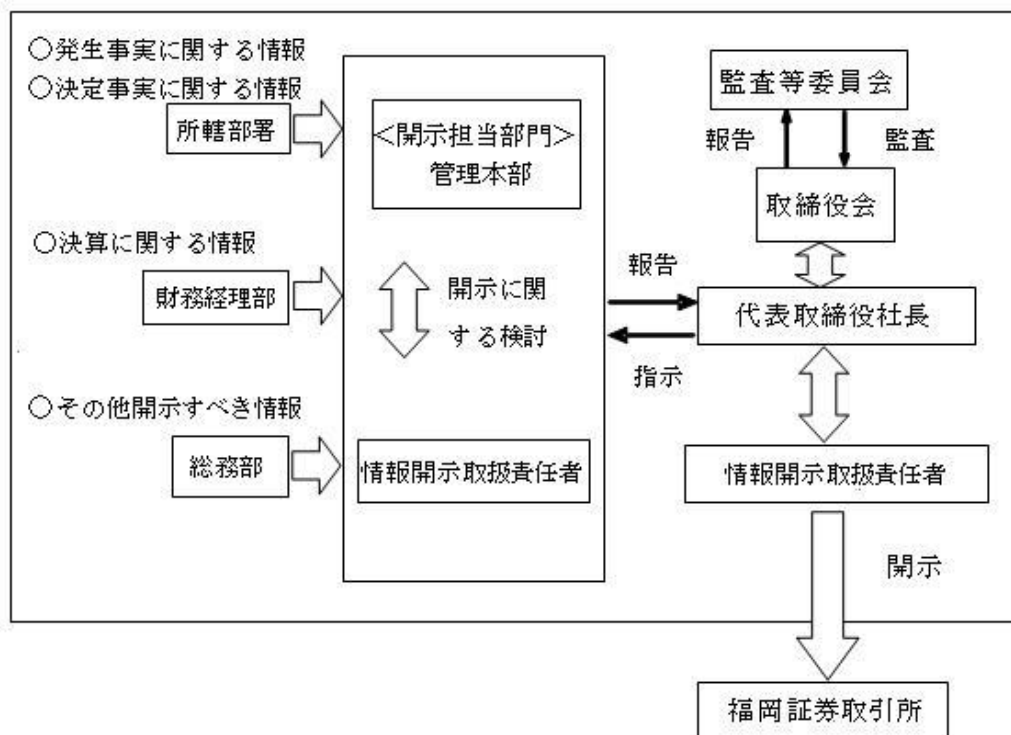 ○発生事実に関する情報
○決定事実に関する情報
所轄部署
○決算に関する情報
財務経理部
○その他開示すべき情報
総務部
＜開示担当部門＞
管理本部
開示に関
する検討
情報開示取扱責任者
報告
指示
監査等委員会
報告
監査
取締役会
代表取締役社長
情報開示取扱責任者
開示
福岡証券取引所